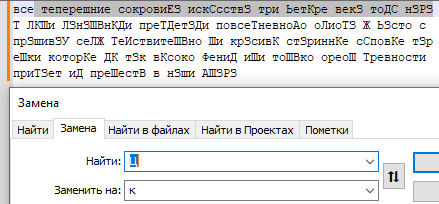 все теперешние сокровиЕЅ искСсствЅ три ЬетКре векЅ тоДС нЅРЅ
Т ЛКШи ЛЅнЅШВнКДи преТДетЅДи повсеТневноАо оЛиоТЅ Ж ЬЅсто с
прЅшивЅУ сеЛЖ ТеИствитеШВно Ши крЅсивК стЅриннКе сСповКе тЅр
еШки которКе ДК тЅк вКсоко ФениД иШи тоШВко ореоШ Тревности
приТЅет иД преШестВ в нЅши АШЅРЅ
Замена
Найти
Замена
Найти в файлах
Найти в Проектах
Пометки
Найти:
Заменить на:
к